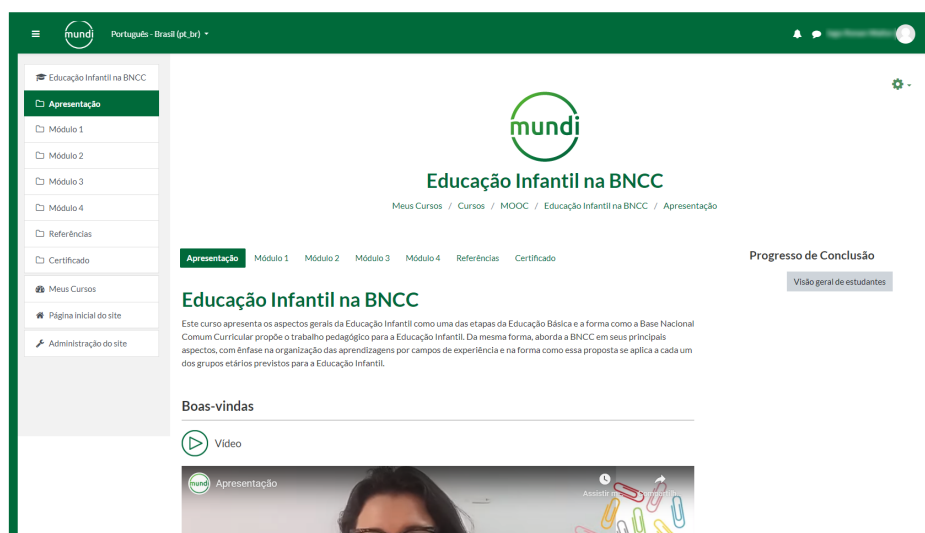 mundi
Português - Brasil (pt_br)
Educação Infantil na BNCC
Apresentação
Módulo 1
Módulo 2
Módulo 3
Módulo 4
Referências
Certificado
Meus Cursos
Página inicial do site
Administração do site
mundi
Educação Infantil na BNCC
Meus Cursos / Cursos / MOOC / Educação Infantil na BNCC / Apresentação
Apresentação Módulo 1 Módulo 2 Módulo 3 Módulo 4 Referências Certificado
Educação Infantil na BNCC
Este curso apresenta os aspectos gerais da Educação Infantil como uma das etapas da Educação Básica e a forma como a Base Nacional
Comum Curricular propõe o trabalho pedagógico para a Educação Infantil. Da mesma forma, aborda a BNCC em seus principais
aspectos, com ênfase na organização das aprendizagens por campos de experiência e na forma como essa proposta se aplica a cada um
dos grupos etários previstos para a Educação Infantil.
Boas-vindas
Vídeo
mundi Apresentação
Assistir
Progresso de Conclusão
Visão geral de estudantes